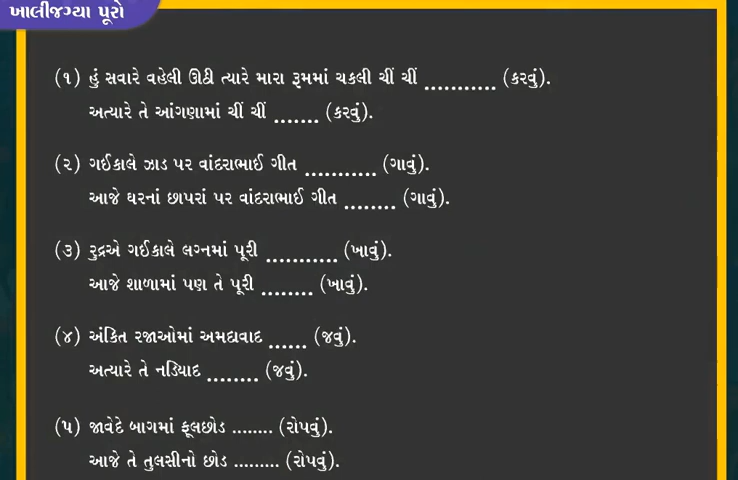 ખાલીજગ્યા પૂરો
(૧) હું સવારે વહેલી ઊઠી ત્યારે મારા રૂમમાં ચકલી ચીં ચીં ............ (કરવું).
અત્યારે તે આંગણામાં ચીં ચીં ....... (કરવું).
(૨) ગઈકાલે ઝાડ પર વાંદરાભાઈ ગીત ............ (ગાવું).
આજે ઘરનાં છાપરાં પર વાંદરાભાઈ ગીત ........ (ગાવું).
(૩) રુદ્રએ ગઈકાલે લગ્નમાં પૂરી ............ (ખાવું).
આજે શાળામાં પણ તે પૂરી ........ (ખાવું).
(૪) અંકિત રજાઓમાં અમદાવાદ ...... (જવું).
અત્યારે તે નડિયાદ ........ (જવું).
(૫) જાવેદે બાગમાં ફૂલછોડ ........ (રોપવું).
આજે તે તુલસીનો છોડ ......... (રોપવું).